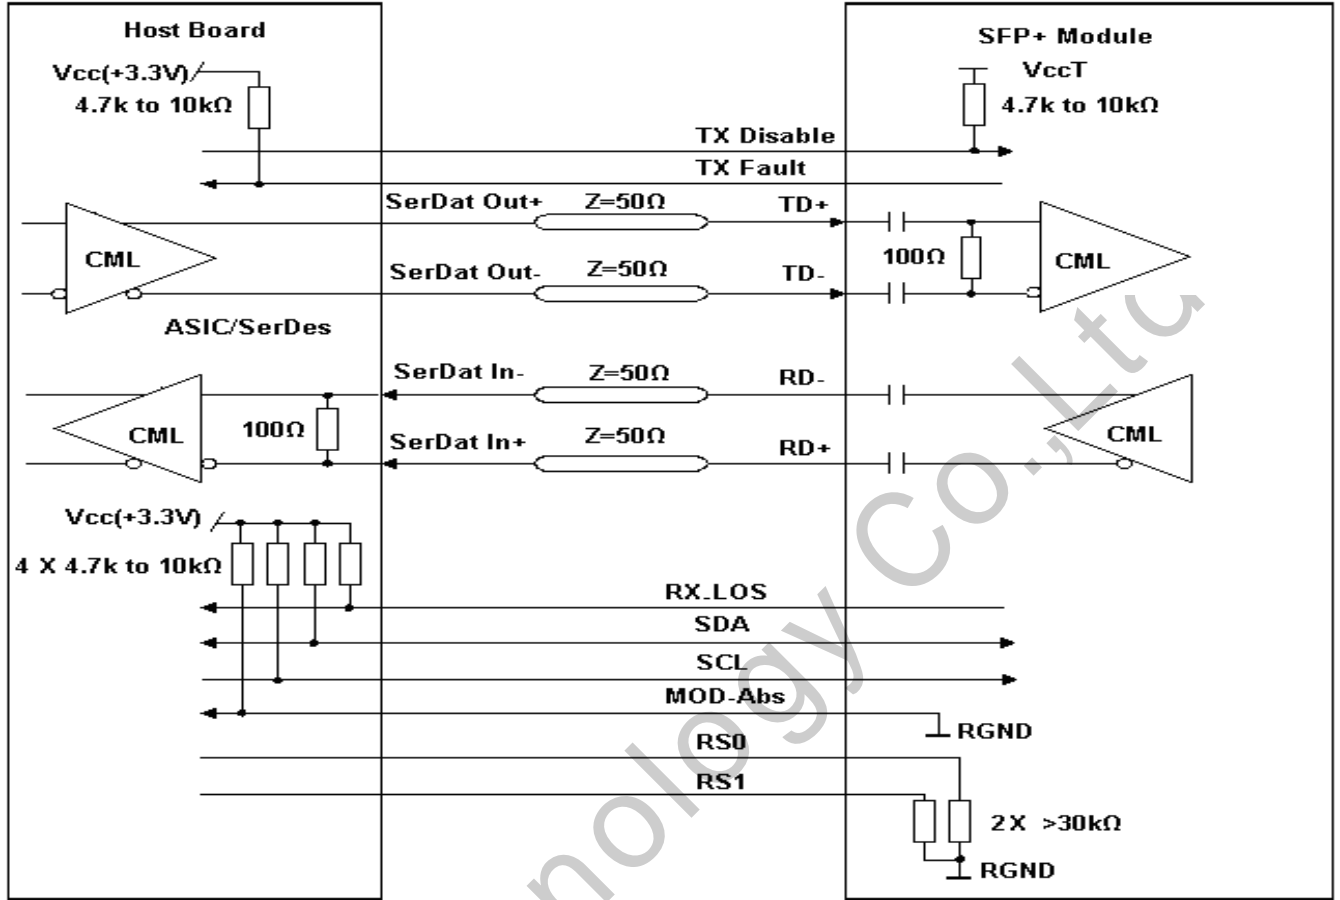 Host Board
SFP+ Module
Vcc(+3.3V)
4.7k to 10kΩ
VccT
4.7k to 10kΩ
TX Disable
TX Fault
SerDat Out+
Z=50Ω
TD+
CML
100Ω
CML
SerDat Out-
Z=50Ω
TD-
ASIC/SerDes
SerDat In-
Z=50Ω
RD-
CML
100Ω
CML
SerDat In+
Z=50Ω
RD+
Vcc(+3.3V)
4 X 4.7k to 10kΩ
RX_LOS
SDA
SCL
MOD-Abs
RGND
RS0
RS1
2X >30kΩ
RGND
nology Co.,Ltd